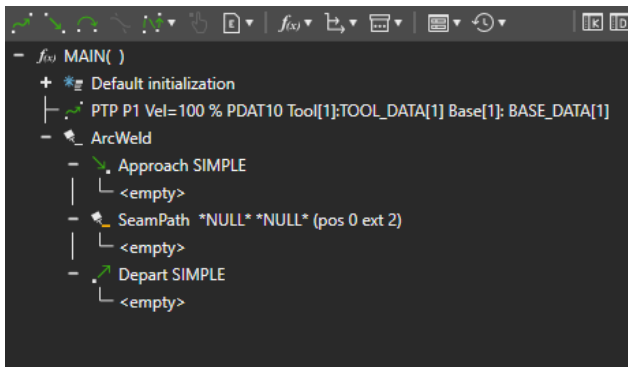 E f(x) K D
f(x) MAIN( )
Default initialization
PTP P1 Vel=100 % PDAT10 Tool[1]:TOOL_DATA[1] Base[1]: BASE_DATA[1]
ArcWeld
Approach SIMPLE
<empty>
SeamPath *NULL* *NULL* (pos 0 ext 2)
<empty>
Depart SIMPLE
<empty>